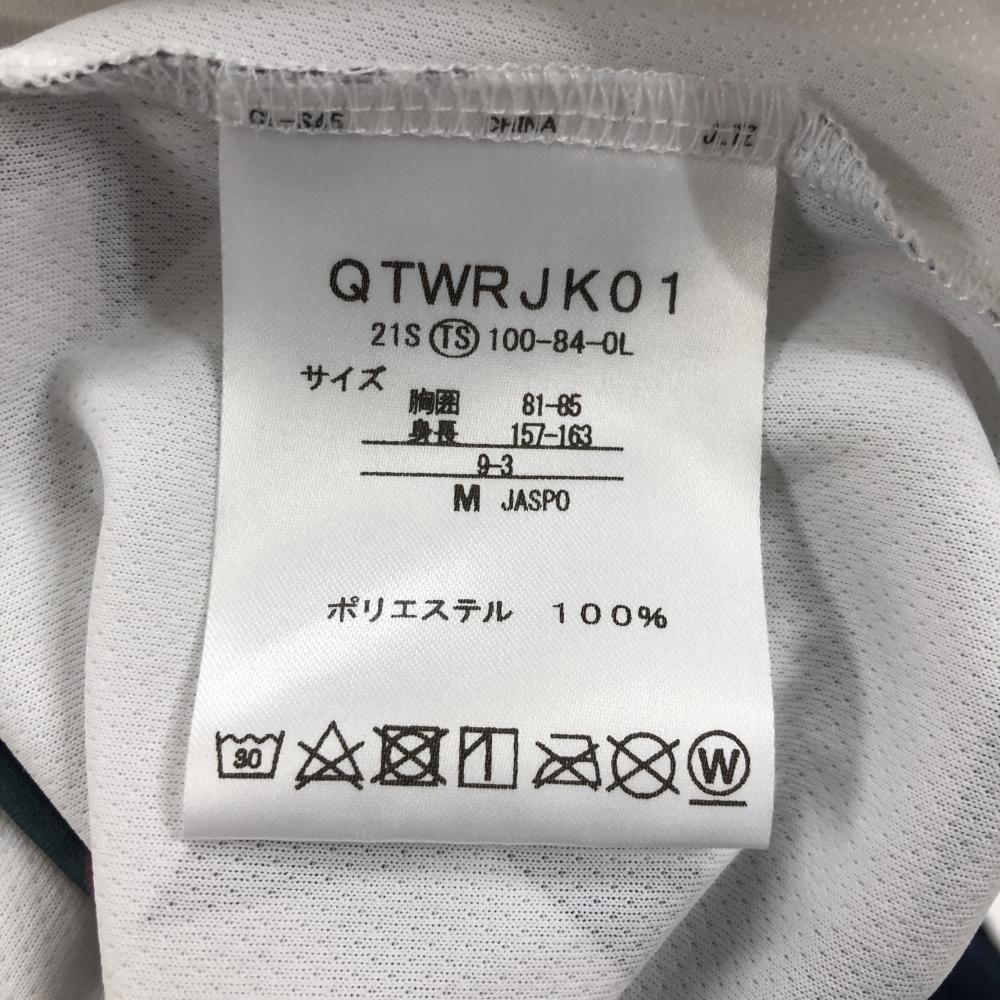 CHINA
QTWRJK01
21S TS 100-84-0L
サイズ
胸囲 81-85
身長 157-163
9-3
M JASPO
ポリエステル 100%
30
W